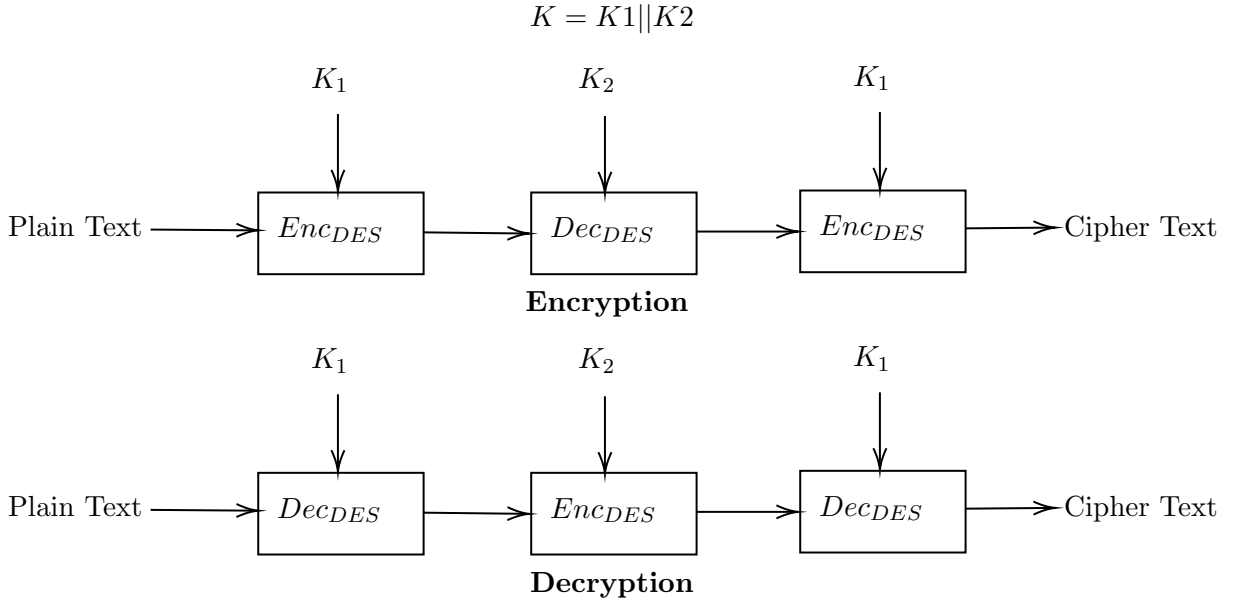 K = K1||K2
K₁ K₂ K₁
Plain Text Enc_DES Dec_DES Enc_DES Cipher Text
Encryption
K₁ K₂ K₁
Plain Text Dec_DES Enc_DES Dec_DES Cipher Text
Decryption